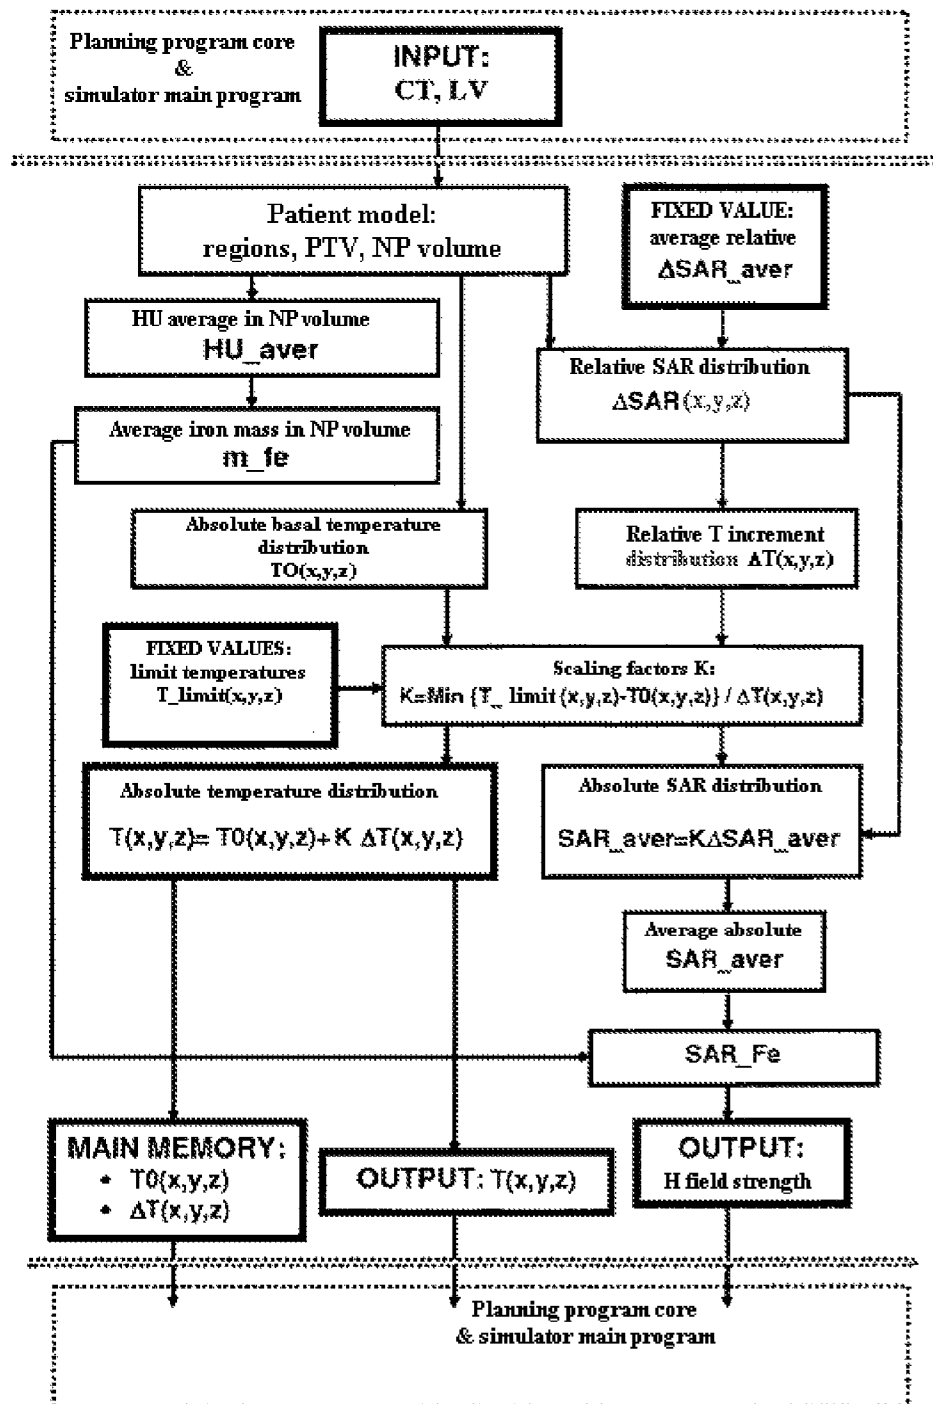 Planning program core
&
simulator main program
INPUT:
CT, LV
Patient model:
regions, PTV, NP volume
FIXED VALUE:
average relative
ΔSAR_aver
HU average in NP volume
HU_aver
Relative SAR distribution
ΔSAR(x,y,z)
Average iron mass in NP volume
m_fe
Absolute basal temperature
distribution
TO(x,y,z)
Relative T increment
distribution ΔT(x,y,z)
FIXED VALUES:
limit temperatures
T_limit(x,y,z)
Scaling factors K:
K=Min {T_ limit (x,y,z)-T0(x,y,z)} / ΔT(x,y,z)
Absolute temperature distribution
T(x,y,z)= T0(x,y,z)+K ΔT(x,y,z)
Absolute SAR distribution
SAR_aver=KΔSAR_aver
Average absolute
SAR_aver
SAR_Fe
MAIN MEMORY:
• T0(x,y,z)
• ΔT(x,y,z)
OUTPUT: T(x,y,z)
OUTPUT:
H field strength
Planning program core
& simulator main program